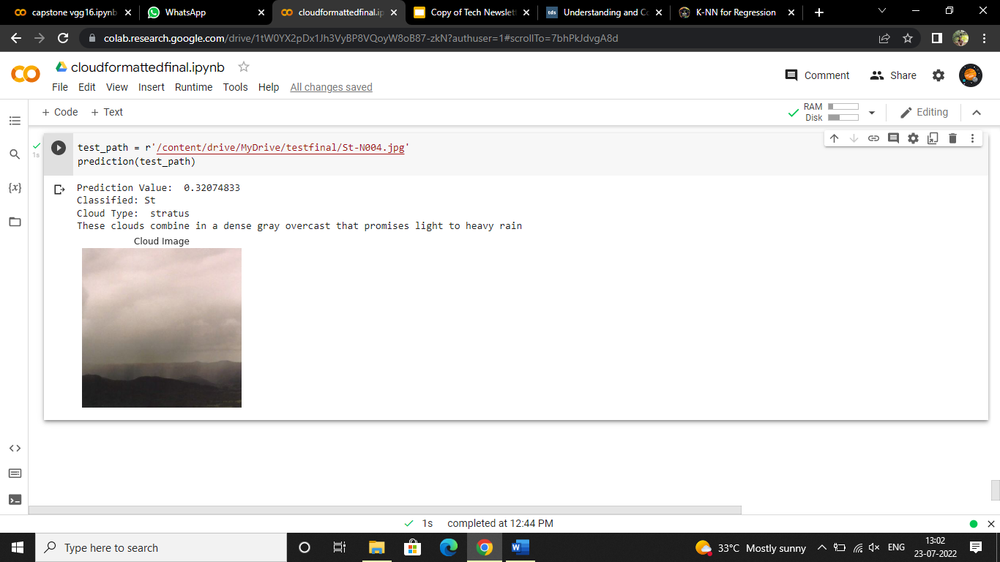 capstone vgg16.ipynb
WhatsApp
cloudformattedfinal.ip
Copy of Tech Newslet
tds
Understanding and Co
K-NN for Regression
colab.research.google.com/drive/1tW0YX2pDx1Jh3VyBP8VQoyW8oB87-zkN?authuser=1#scrollTo=7bhPkJdvgA8d
cloudformattedfinal.ipynb
Comment
Share
File Edit View Insert Runtime Tools Help All changes saved
+ Code + Text
RAM
Disk
Editing
1s
test_path = r'/content/drive/MyDrive/testfinal/St-N004.jpg'
prediction(test_path)
{x}
Prediction Value:  0.32074833
Classified: St
Cloud Type:  stratus
These clouds combine in a dense gray overcast that promises light to heavy rain
Cloud Image
1s completed at 12:44 PM
Type here to search
33°C Mostly sunny
ENG
13:02
23-07-2022